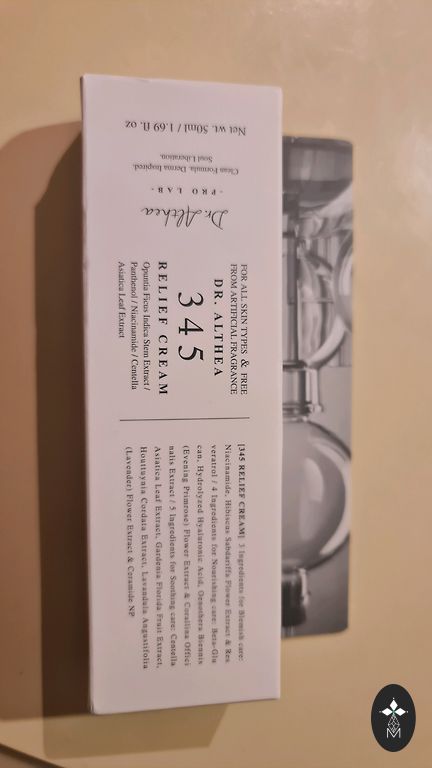 Net wt. 50ml / 1.69 fl. oz
Clean Formula. Derma Inspired.
Soul Liberation.
- PRO LAB -
Dr. Althea
FOR ALL SKIN TYPES & FREE
FROM ARTIFICIAL FRAGRANCE
DR. ALTHEA
345
RELIEF CREAM
Opuntia Ficus Indica Stem Extract /
Panthenol / Niacinamide / Centella
Asiatica Leaf Extract
[345 RELIEF CREAM] 3 Ingredients for Blemish care:
Niacinamide, Hibiscus Sabdariffa Flower Extract & Res
veratrol / 4 Ingredients for Nourishing care: Beta-Glu
can, Hydrolyzed Hyaluronic Acid, Oenothera Biennis
(Evening Primrose) Flower Extract & Corallina Offici
nalis Extract / 5 Ingredients for Soothing care: Centella
Asiatica Leaf Extract, Gardenia Florida Fruit Extract,
Houttuynia Cordata Extract, Lavandula Angustifolia
(Lavender) Flower Extract & Ceramide NP
M